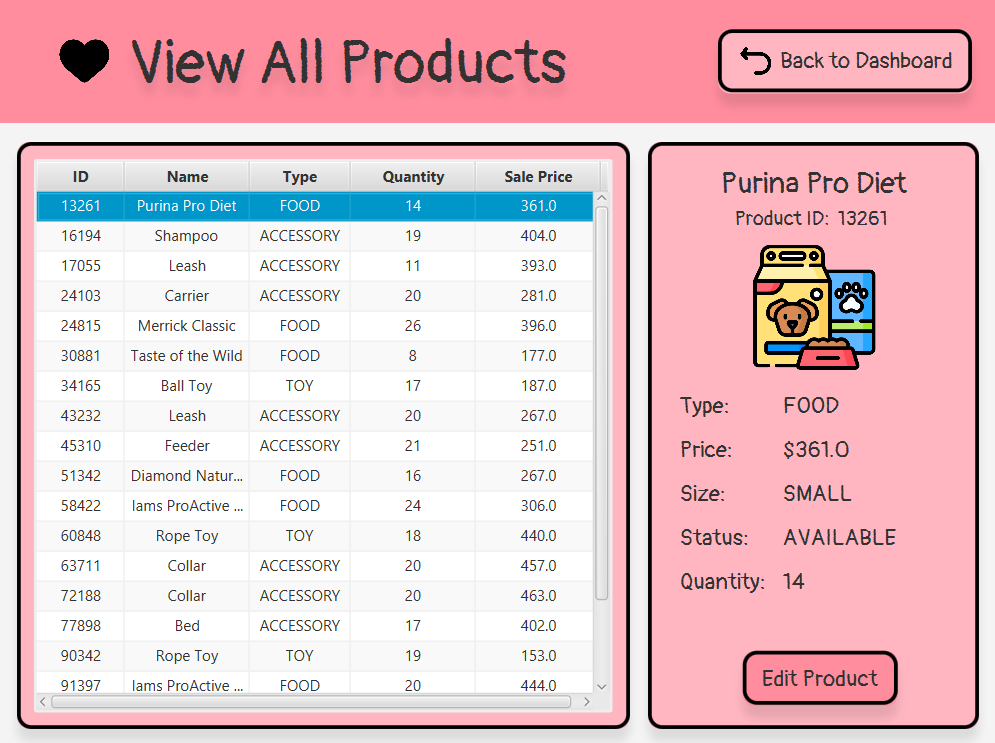 View All Products
Back to Dashboard
ID Name Type Quantity Sale Price
13261 Purina Pro Diet FOOD 14 361.0
16194 Shampoo ACCESSORY 19 404.0
17055 Leash ACCESSORY 11 393.0
24103 Carrier ACCESSORY 20 281.0
24815 Merrick Classic FOOD 26 396.0
30881 Taste of the Wild FOOD 8 177.0
34165 Ball Toy TOY 17 187.0
43232 Leash ACCESSORY 20 267.0
45310 Feeder ACCESSORY 21 251.0
51342 Diamond Natur... FOOD 16 267.0
58422 Iams ProActive ... FOOD 24 306.0
60848 Rope Toy TOY 18 440.0
63711 Collar ACCESSORY 20 457.0
72188 Collar ACCESSORY 20 463.0
77898 Bed ACCESSORY 17 402.0
90342 Rope Toy TOY 19 153.0
91397 Iams ProActive ... FOOD 20 444.0
Purina Pro Diet
Product ID: 13261
Type: FOOD
Price: $361.0
Size: SMALL
Status: AVAILABLE
Quantity: 14
Edit Product